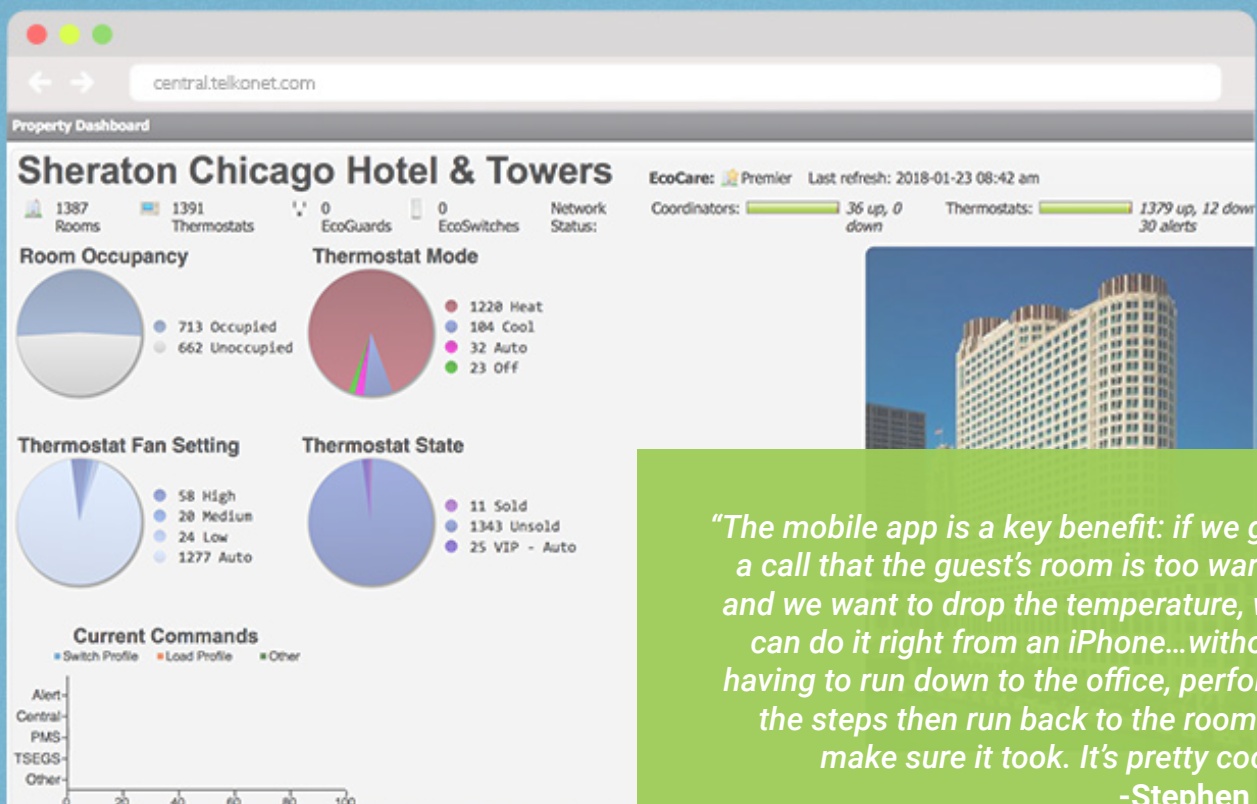 central.telkonet.com
Property Dashboard
Sheraton Chicago Hotel & Towers
EcoCare: Premier Last refresh: 2018-01-23 08:42 am
1387 Rooms
1391 Thermostats
0 EcoGuards
0 EcoSwitches
Network Status:
Coordinators: 36 up, 0 down
Thermostats: 1379 up, 12 down
30 alerts
Room Occupancy
713 Occupied
662 Unoccupied
Thermostat Mode
1220 Heat
104 Cool
32 Auto
23 Off
Thermostat Fan Setting
58 High
20 Medium
24 Low
1277 Auto
Thermostat State
11 Sold
1343 Unsold
25 VIP - Auto
Current Commands
Switch Profile Load Profile Other
Alert
Central
PMS
TSEGS
Other
0 20 40 60 80 100
“The mobile app is a key benefit: if we
a call that the guest’s room is too
and we want to drop the temperature,
can do it right from an iPhone…
having to run down to the office,
the steps then run back to the room
make sure it took. It’s pretty
-Stephen